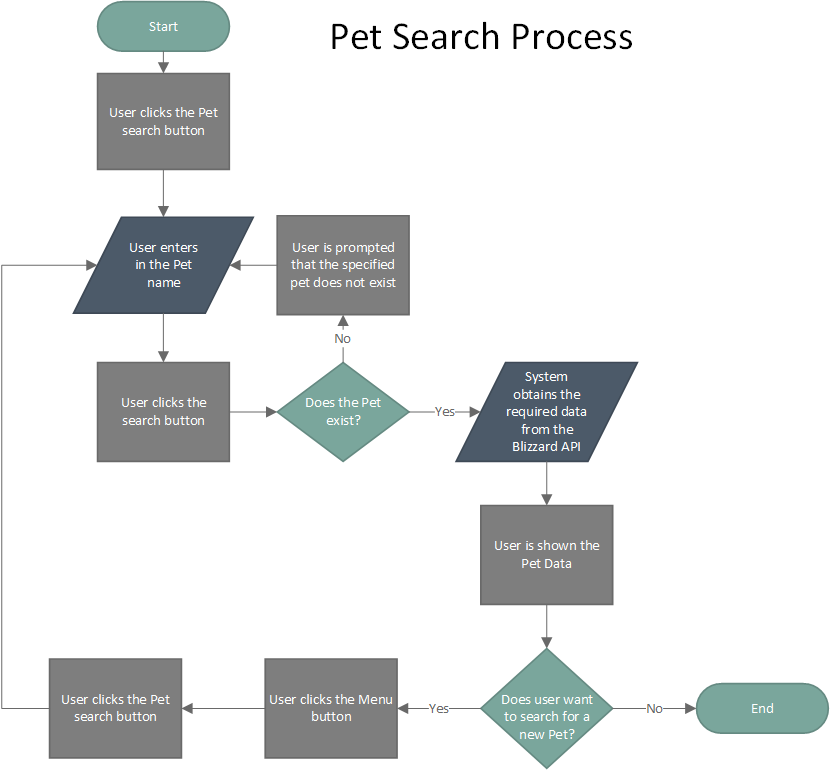 Pet Search Process
Start
User clicks the Pet
search button
User enters
in the Pet
name
User is prompted
that the specified
pet does not exist
No
User clicks the
search button
Does the Pet
exist?
Yes
System
obtains the
required data
from the
Blizzard API
User is shown the
Pet Data
Does user want
to search for a
new Pet?
No
End
Yes
User clicks the Menu
button
User clicks the Pet
search button